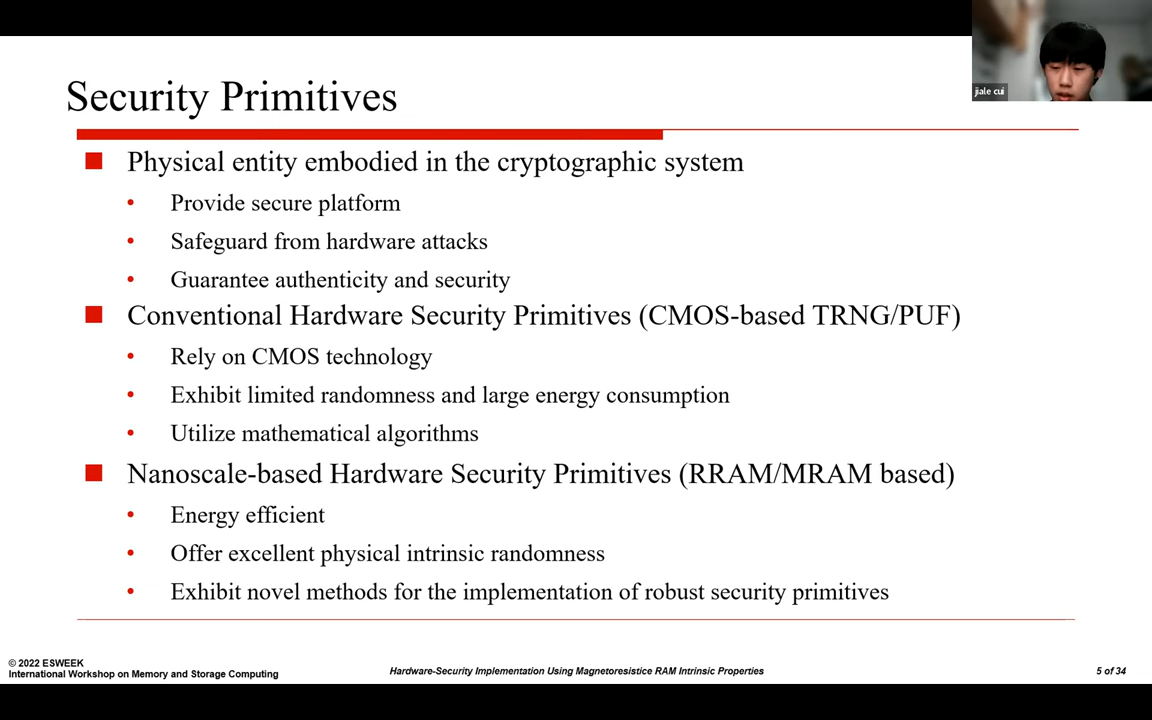 jiale cui
Security Primitives
Physical entity embodied in the cryptographic system
• Provide secure platform
• Safeguard from hardware attacks
• Guarantee authenticity and security
Conventional Hardware Security Primitives (CMOS-based TRNG/PUF)
• Rely on CMOS technology
• Exhibit limited randomness and large energy consumption
• Utilize mathematical algorithms
Nanoscale-based Hardware Security Primitives (RRAM/MRAM based)
• Energy efficient
• Offer excellent physical intrinsic randomness
• Exhibit novel methods for the implementation of robust security primitives
© 2022 ESWEEK
International Workshop on Memory and Storage Computing
Hardware-Security Implementation Using Magnetoresistice RAM Intrinsic Properties
5 of 34